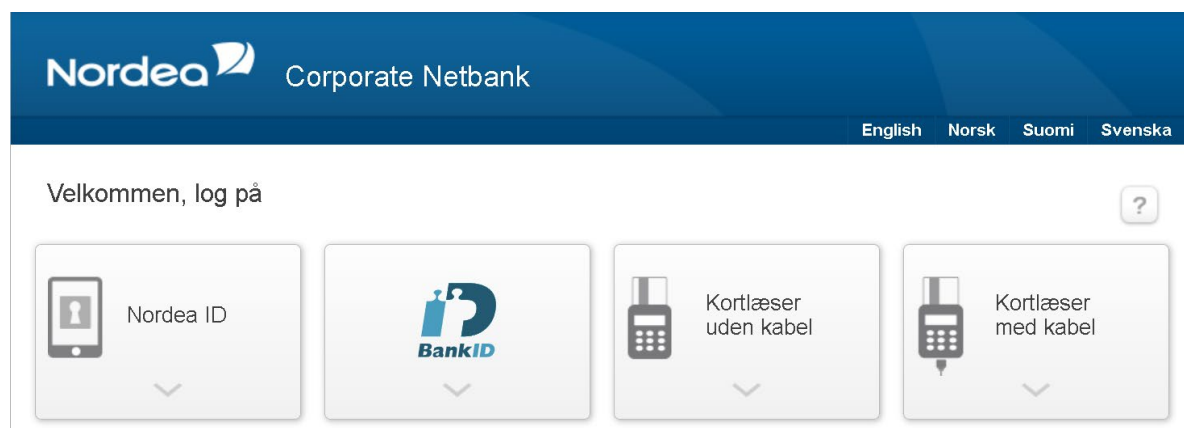 Nordea Corporate Netbank
English Norsk Suomi Svenska
Velkommen, log på
?
Nordea ID
BankID
Kortlæser
uden kabel
Kortlæser
med kabel